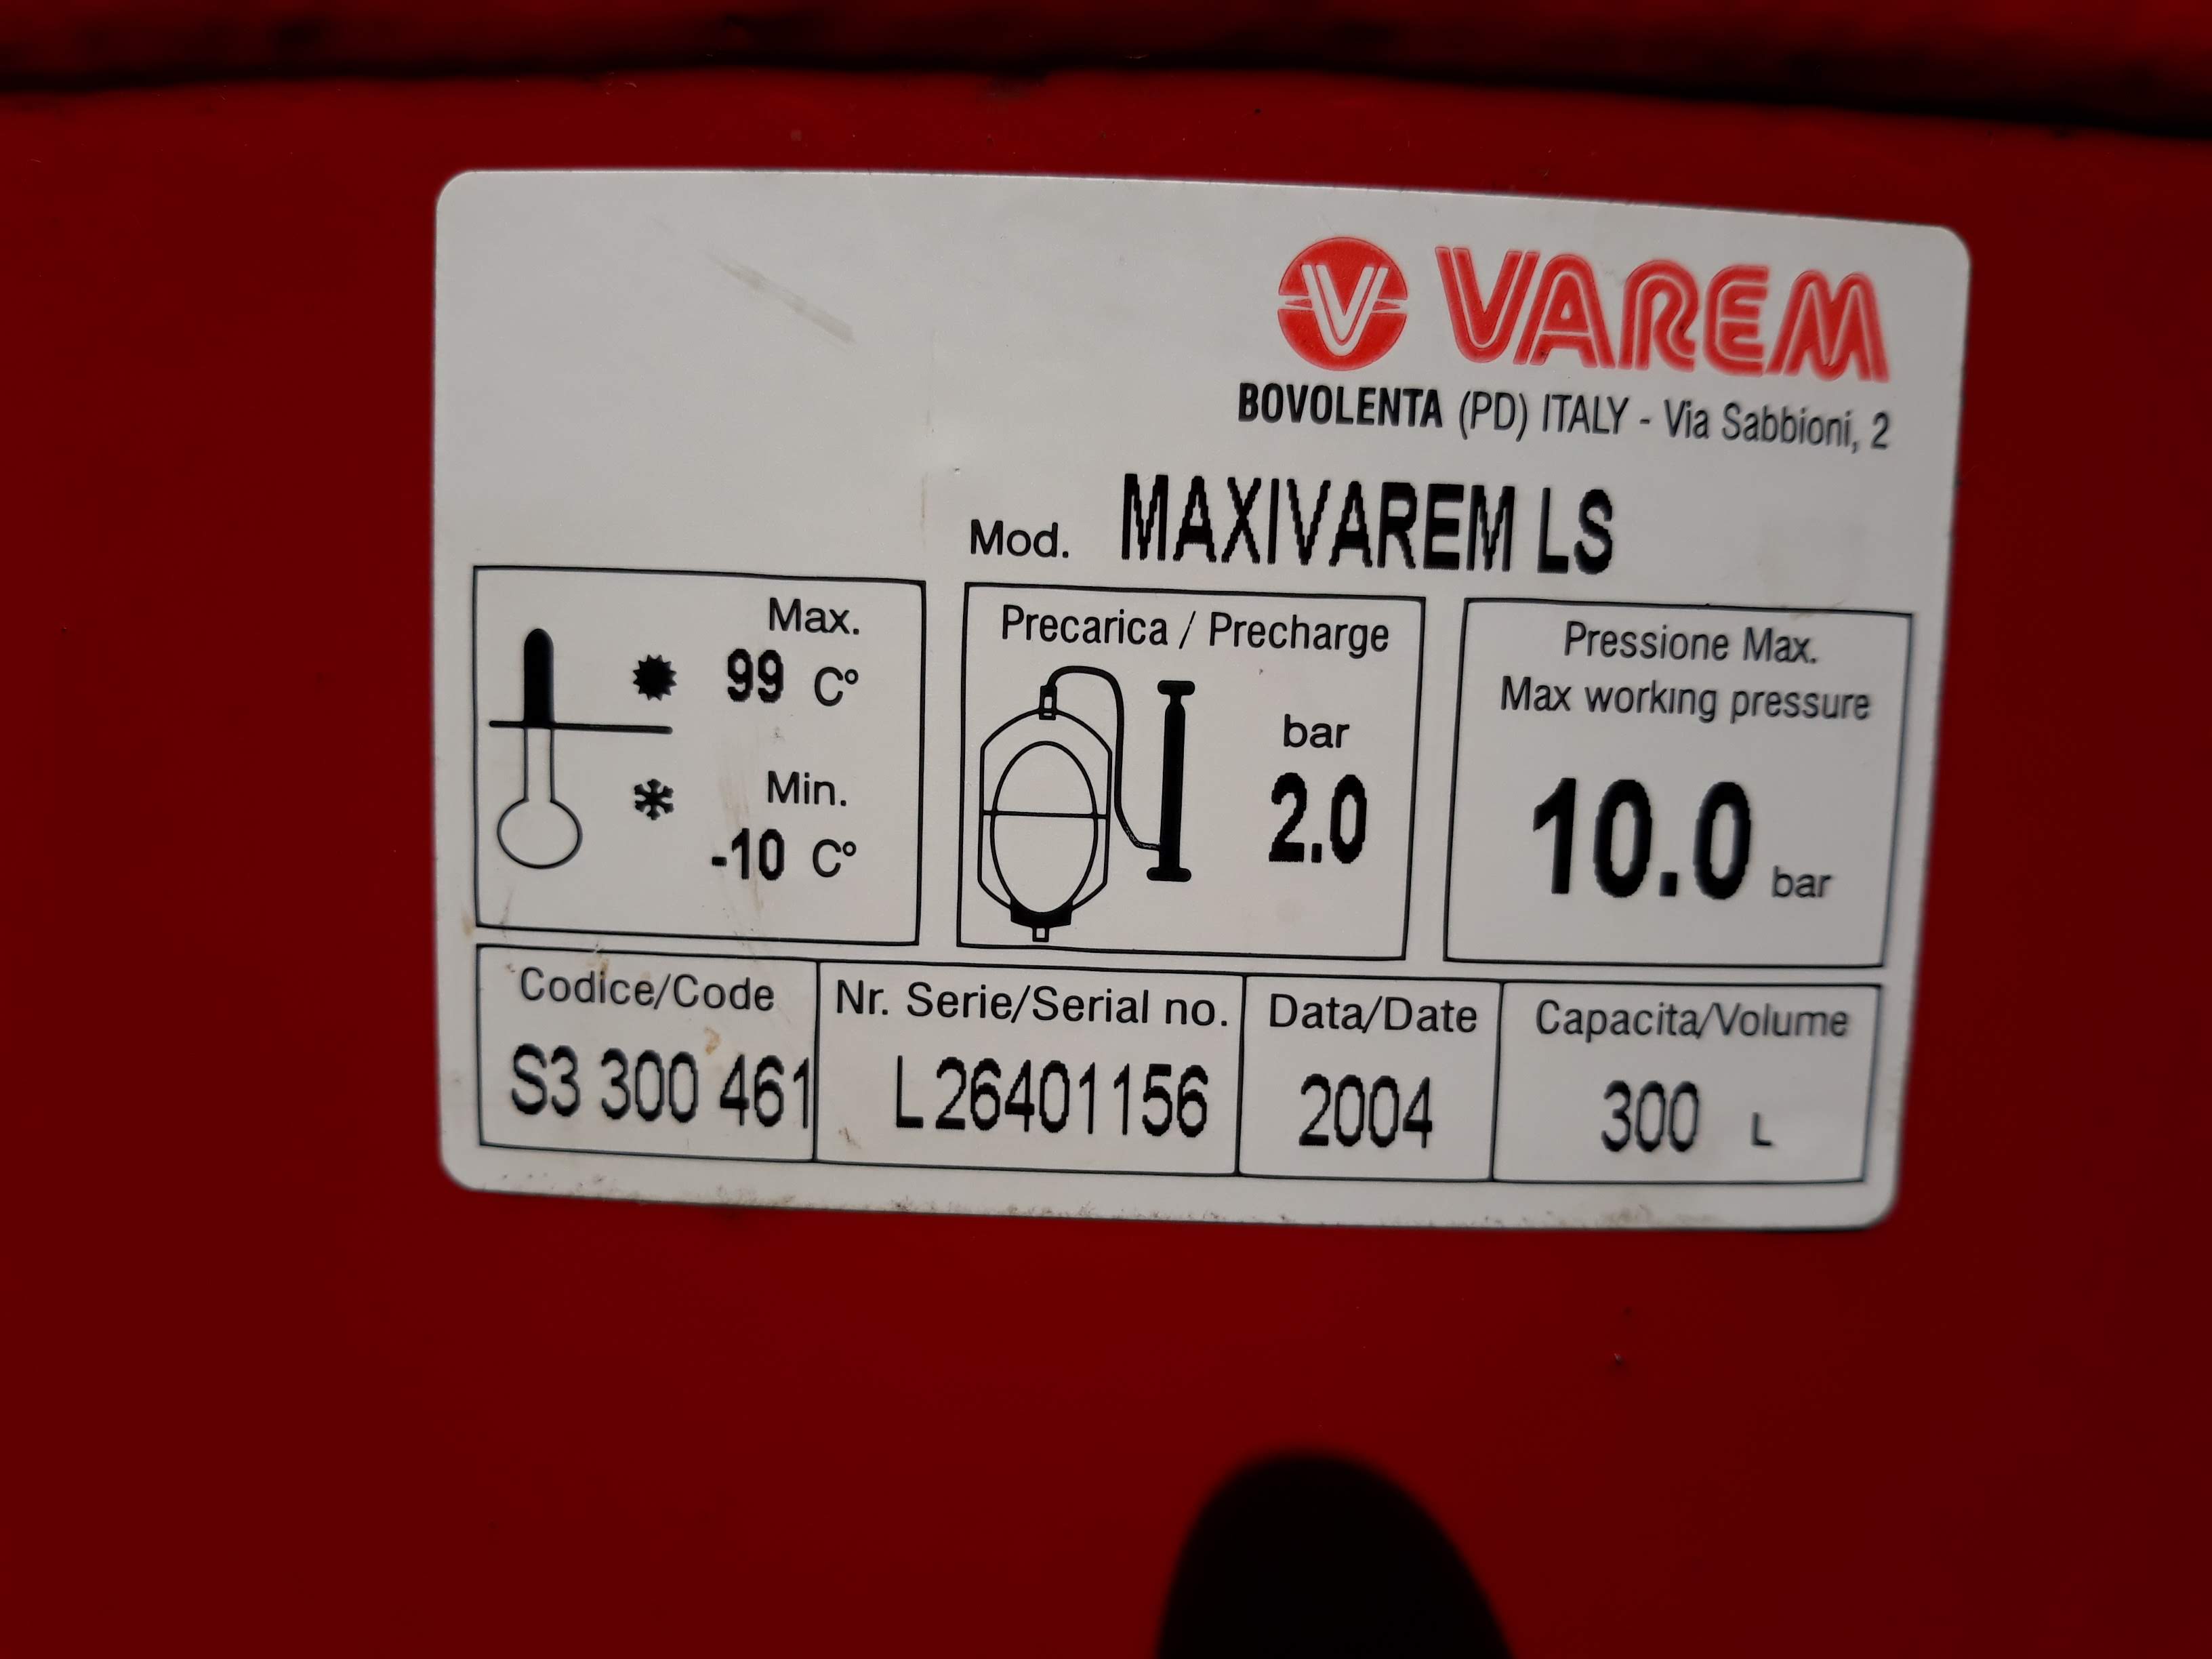 VAREM
BOVOLENTA (PD) ITALY - Via Sabbioni, 2
Mod. MAXIVAREM LS
Max.
99 C°
Min.
-10 C°
Precarica / Precharge
bar
2.0
Pressione Max.
Max working pressure
10.0 bar
Codice/Code
S3 300 461
Nr. Serie/Serial no.
L26401156
Data/Date
2004
Capacita/Volume
300 L